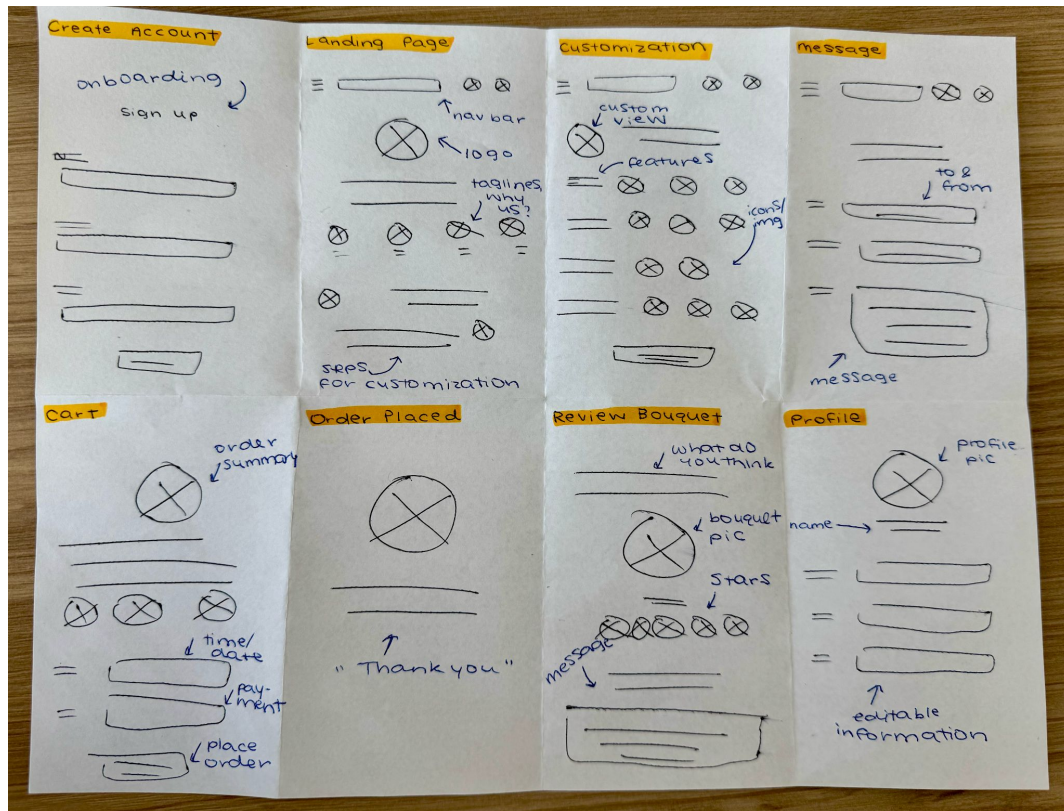 Create Account
onboarding
sign up
Landing Page
navbar
logo
taglines,
why
us?
steps
for customization
Customization
custom
view
features
icons/
img
message
to &
from
message
Cart
order
summary
time/
date
pay-
ment
place
order
Order Placed
"Thank you"
Review Bouquet
what do
you think
bouquet
pic
stars
message
Profile
profile
pic
name
editable
information